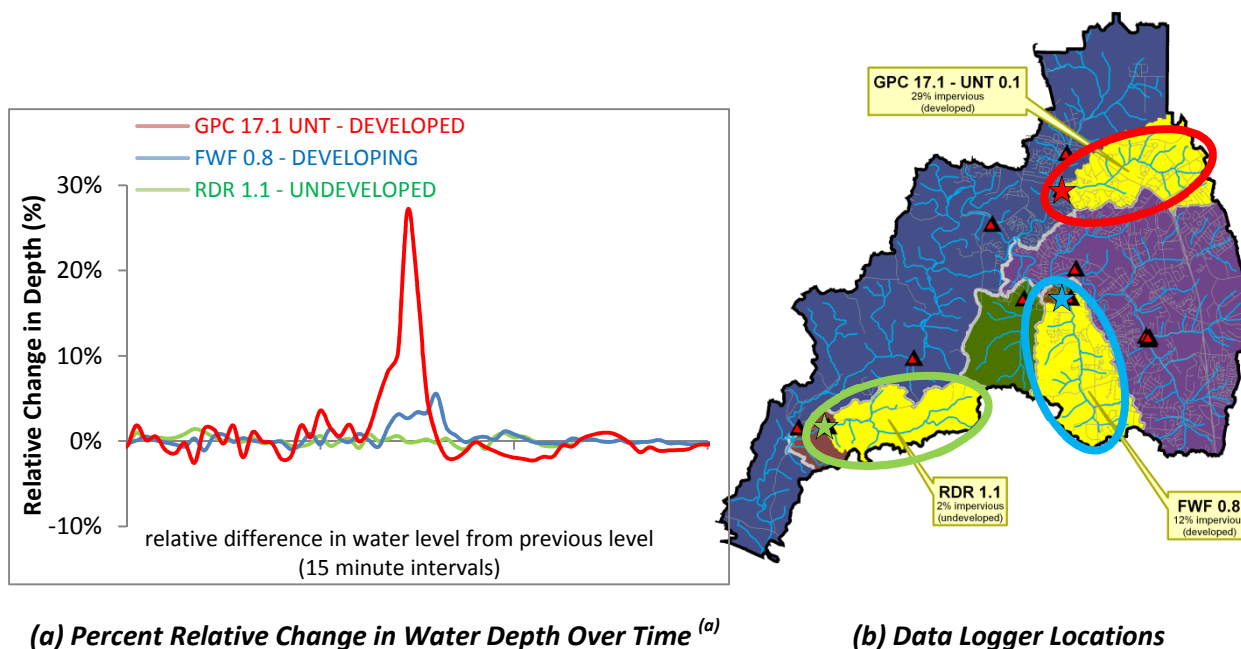 GPC 17.1 UNT - DEVELOPED
FWF 0.8 - DEVELOPING
RDR 1.1 - UNDEVELOPED
Relative Change in Depth (%)
30%
20%
10%
0%
-10%
relative difference in water level from previous level
(15 minute intervals)
(a) Percent Relative Change in Water Depth Over Time (a)
GPC 17.1 - UNT 0.1
29% impervious
(developed)
RDR 1.1
2% impervious
(undeveloped)
FWF 0.8
12% impervious
(developed)
(b) Data Logger Locations